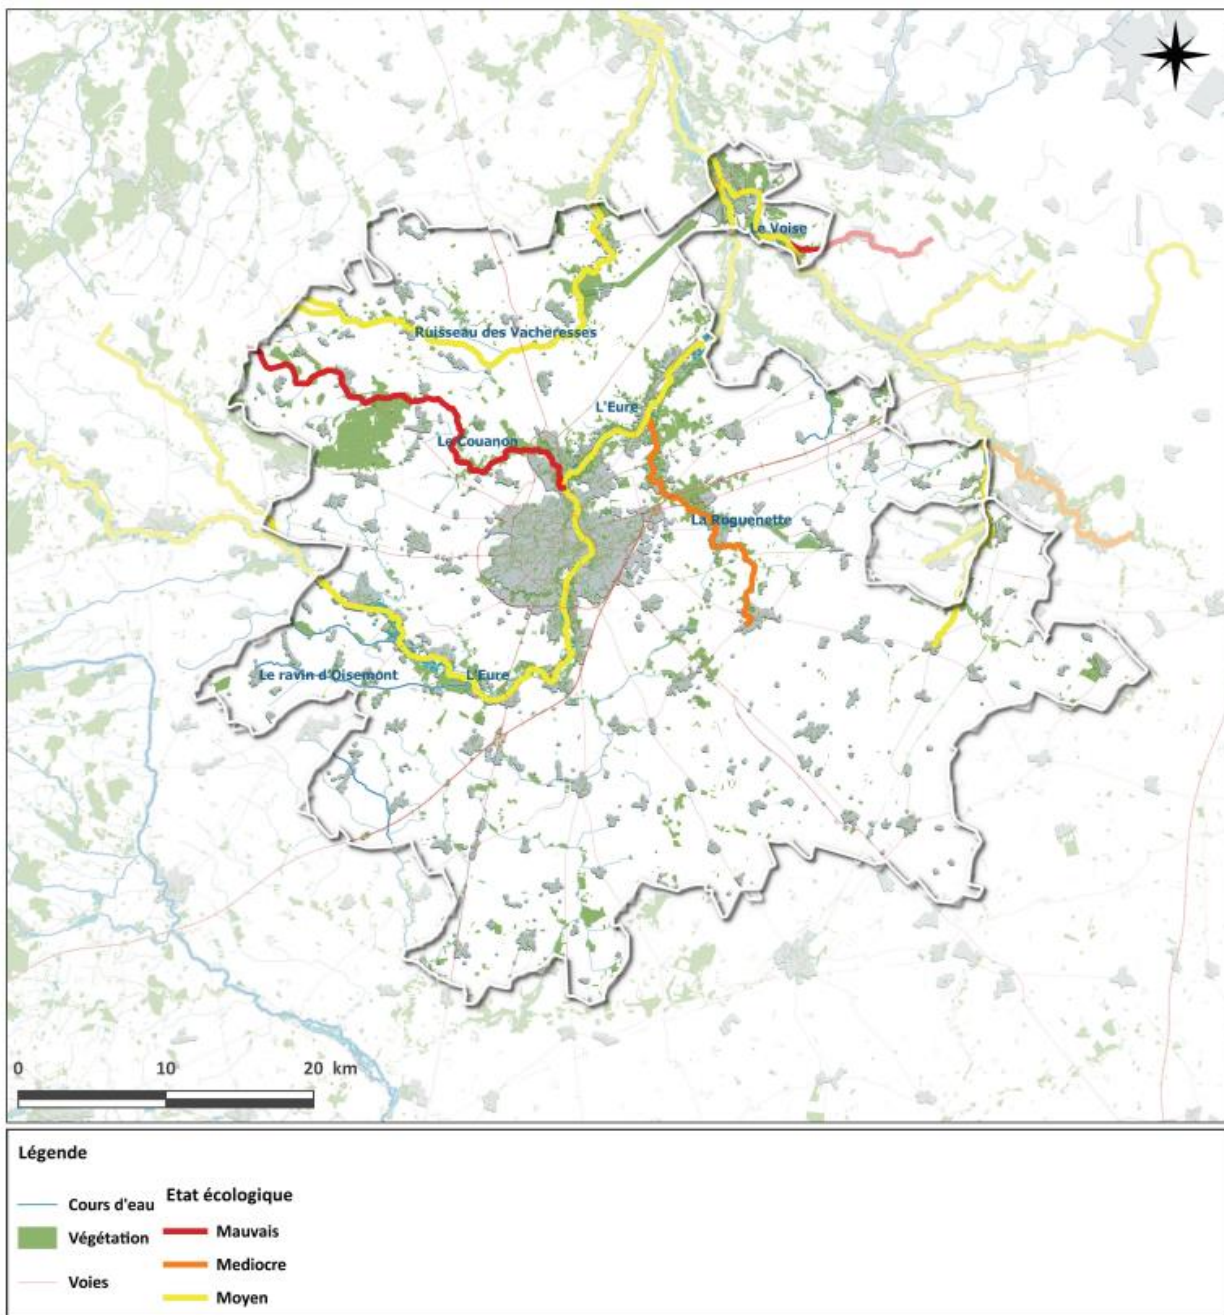 Le Voise
Ruisseau des Vacheresses
L'Eure
Le Couanon
La Roguenette
Le ravin d'Oisemont
L'Eure
0 10 20 km
Légende
Cours d'eau
Végétation
Voies
Etat écologique
Mauvais
Mediocre
Moyen